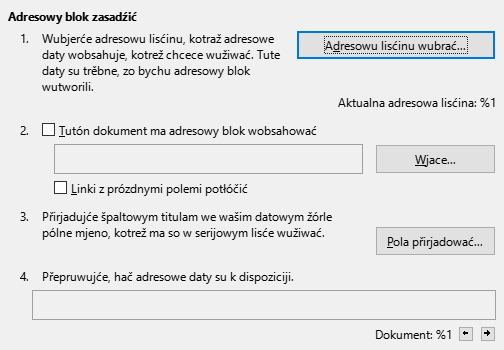 Adresowy blok zasadźić
1. Wubjerće adresowu lisćinu, kotraž adresowe
daty wobsahuje, kotrež chceće wužiwać. Tute
daty su trěbne, zo bychu adresowy blok
wutworili.
Adresowu lisćinu wubrać...
Aktualna adresowa lisćina: %1
2. Tutón dokument ma adresowy blok wobsahować
Wjace...
Linki z prózdnymi polemi potłóčić
3. Přirjadujće špaltowym titulam we wašim datowym žórle
pólne mjeno, kotrež ma so w serijowym lisće wužiwać.
Pola přirjadować...
4. Přepruwujće, hač adresowe daty su k dispoziciji.
Dokument: %1